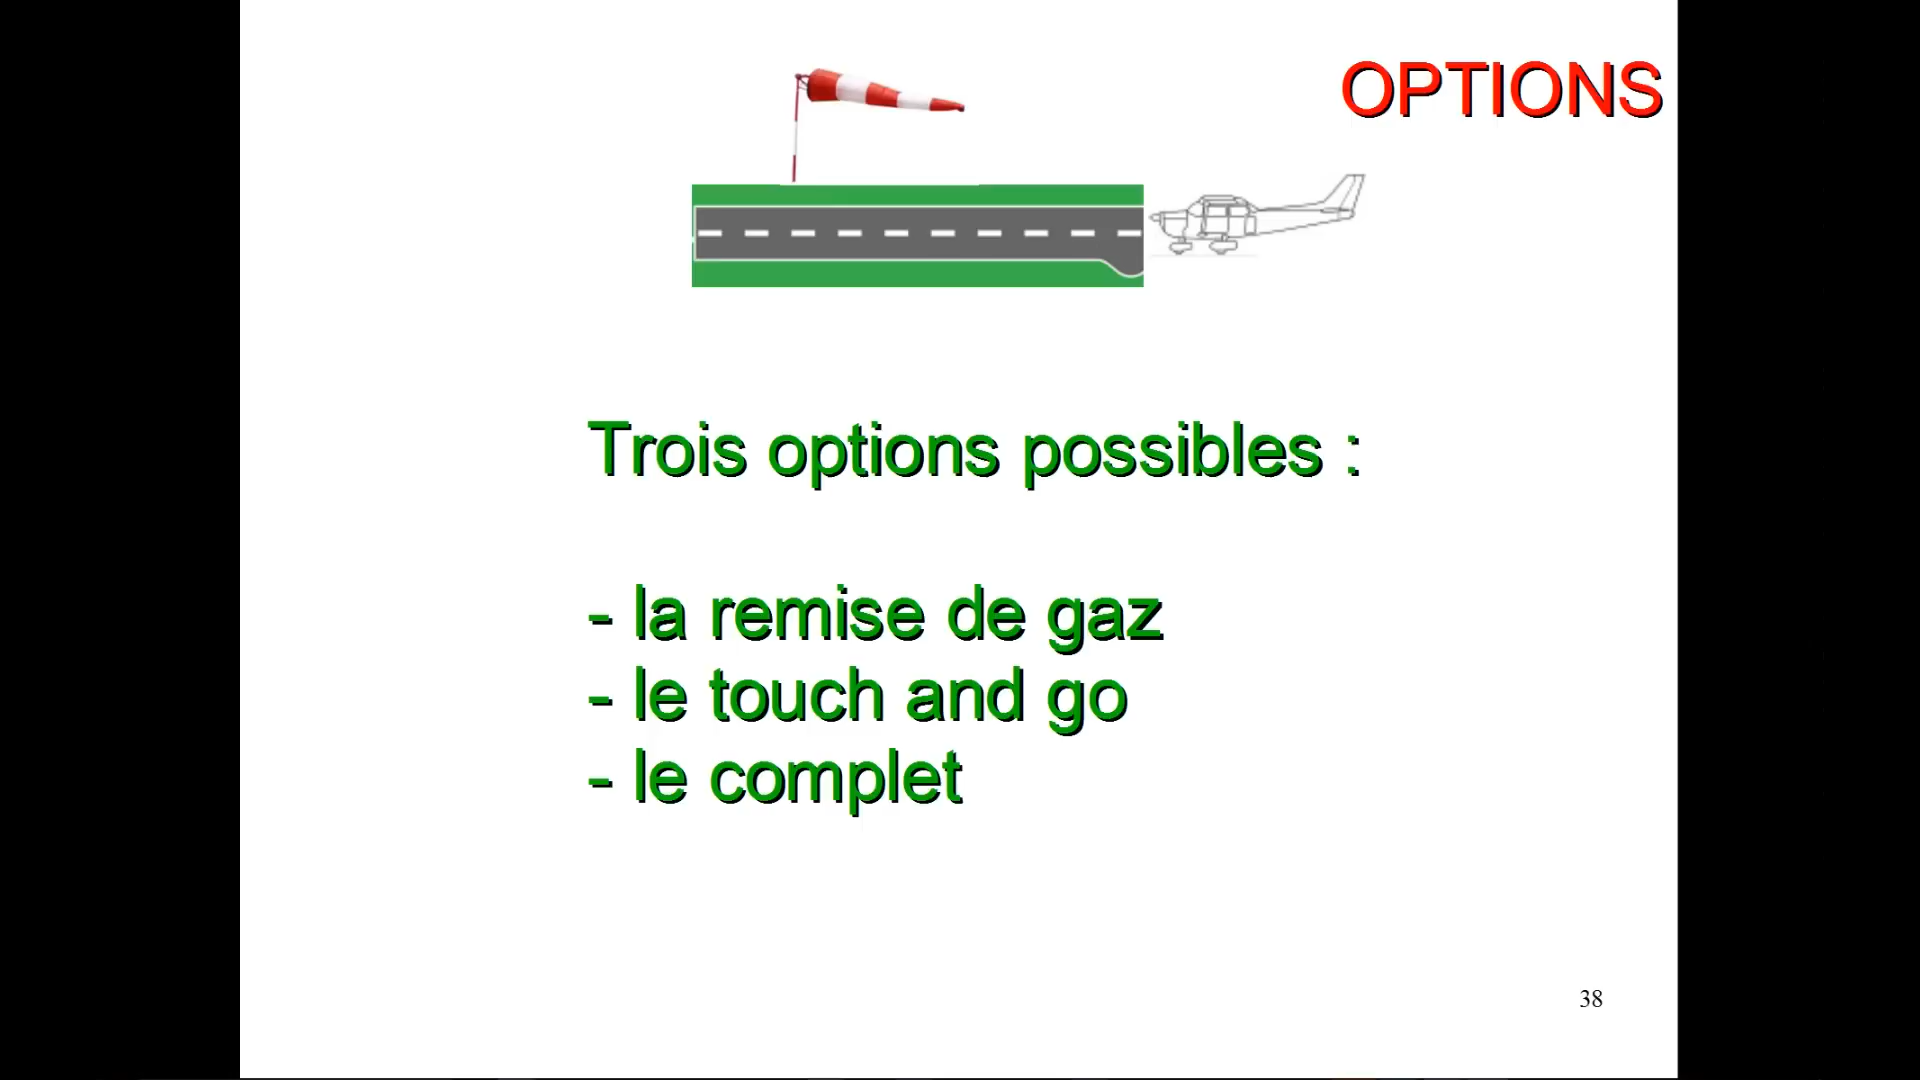 OPTIONS
Trois options possibles :
- la remise de gaz
- le touch and go
- le complet
38